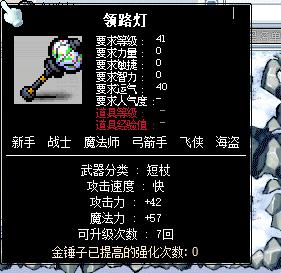 领路灯
要求等级： 41
要求力量： 0
要求敏捷： 0
要求智力： 0
要求运气： 40
要求人气度： -
道具等级： -
道具经验值： -
新手 战士 魔法师 弓箭手 飞侠 海盗
武器分类： 短杖
攻击速度： 快
攻击力： +42
魔法力： +57
可升级次数： 7回
金锤子已提高的强化次数: 0